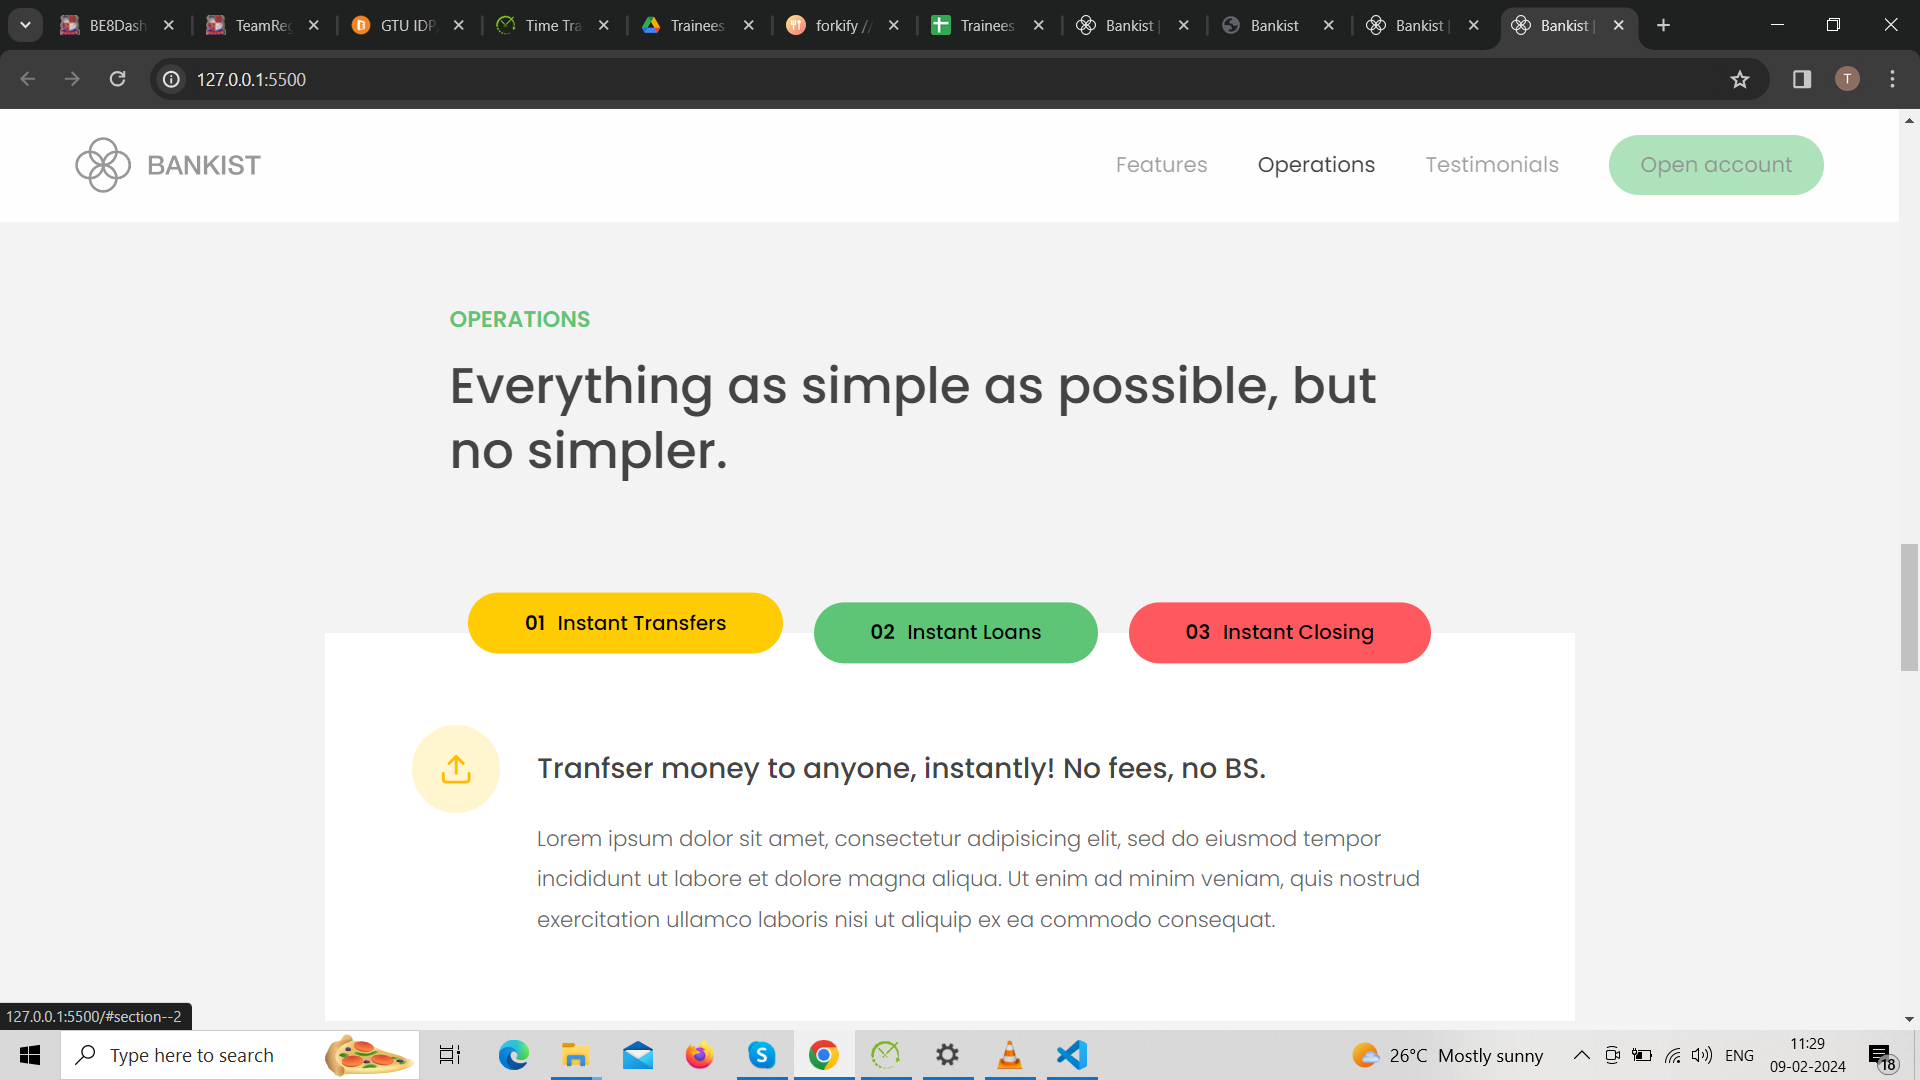 BE8Dash
TeamReg
GTU IDP
Time Tra
Trainees
forkify //
Trainees
Bankist |
Bankist
Bankist |
Bankist |
127.0.0.1:5500
T
BANKIST
Features
Operations
Testimonials
Open account
OPERATIONS
Everything as simple as possible, but
no simpler.
01 Instant Transfers
02 Instant Loans
03 Instant Closing
Tranfser money to anyone, instantly! No fees, no BS.
Lorem ipsum dolor sit amet, consectetur adipisicing elit, sed do eiusmod tempor
incididunt ut labore et dolore magna aliqua. Ut enim ad minim veniam, quis nostrud
exercitation ullamco laboris nisi ut aliquip ex ea commodo consequat.
127.0.0.1:5500/#section--2
Type here to search
26°C Mostly sunny
ENG
11:29
09-02-2024
18